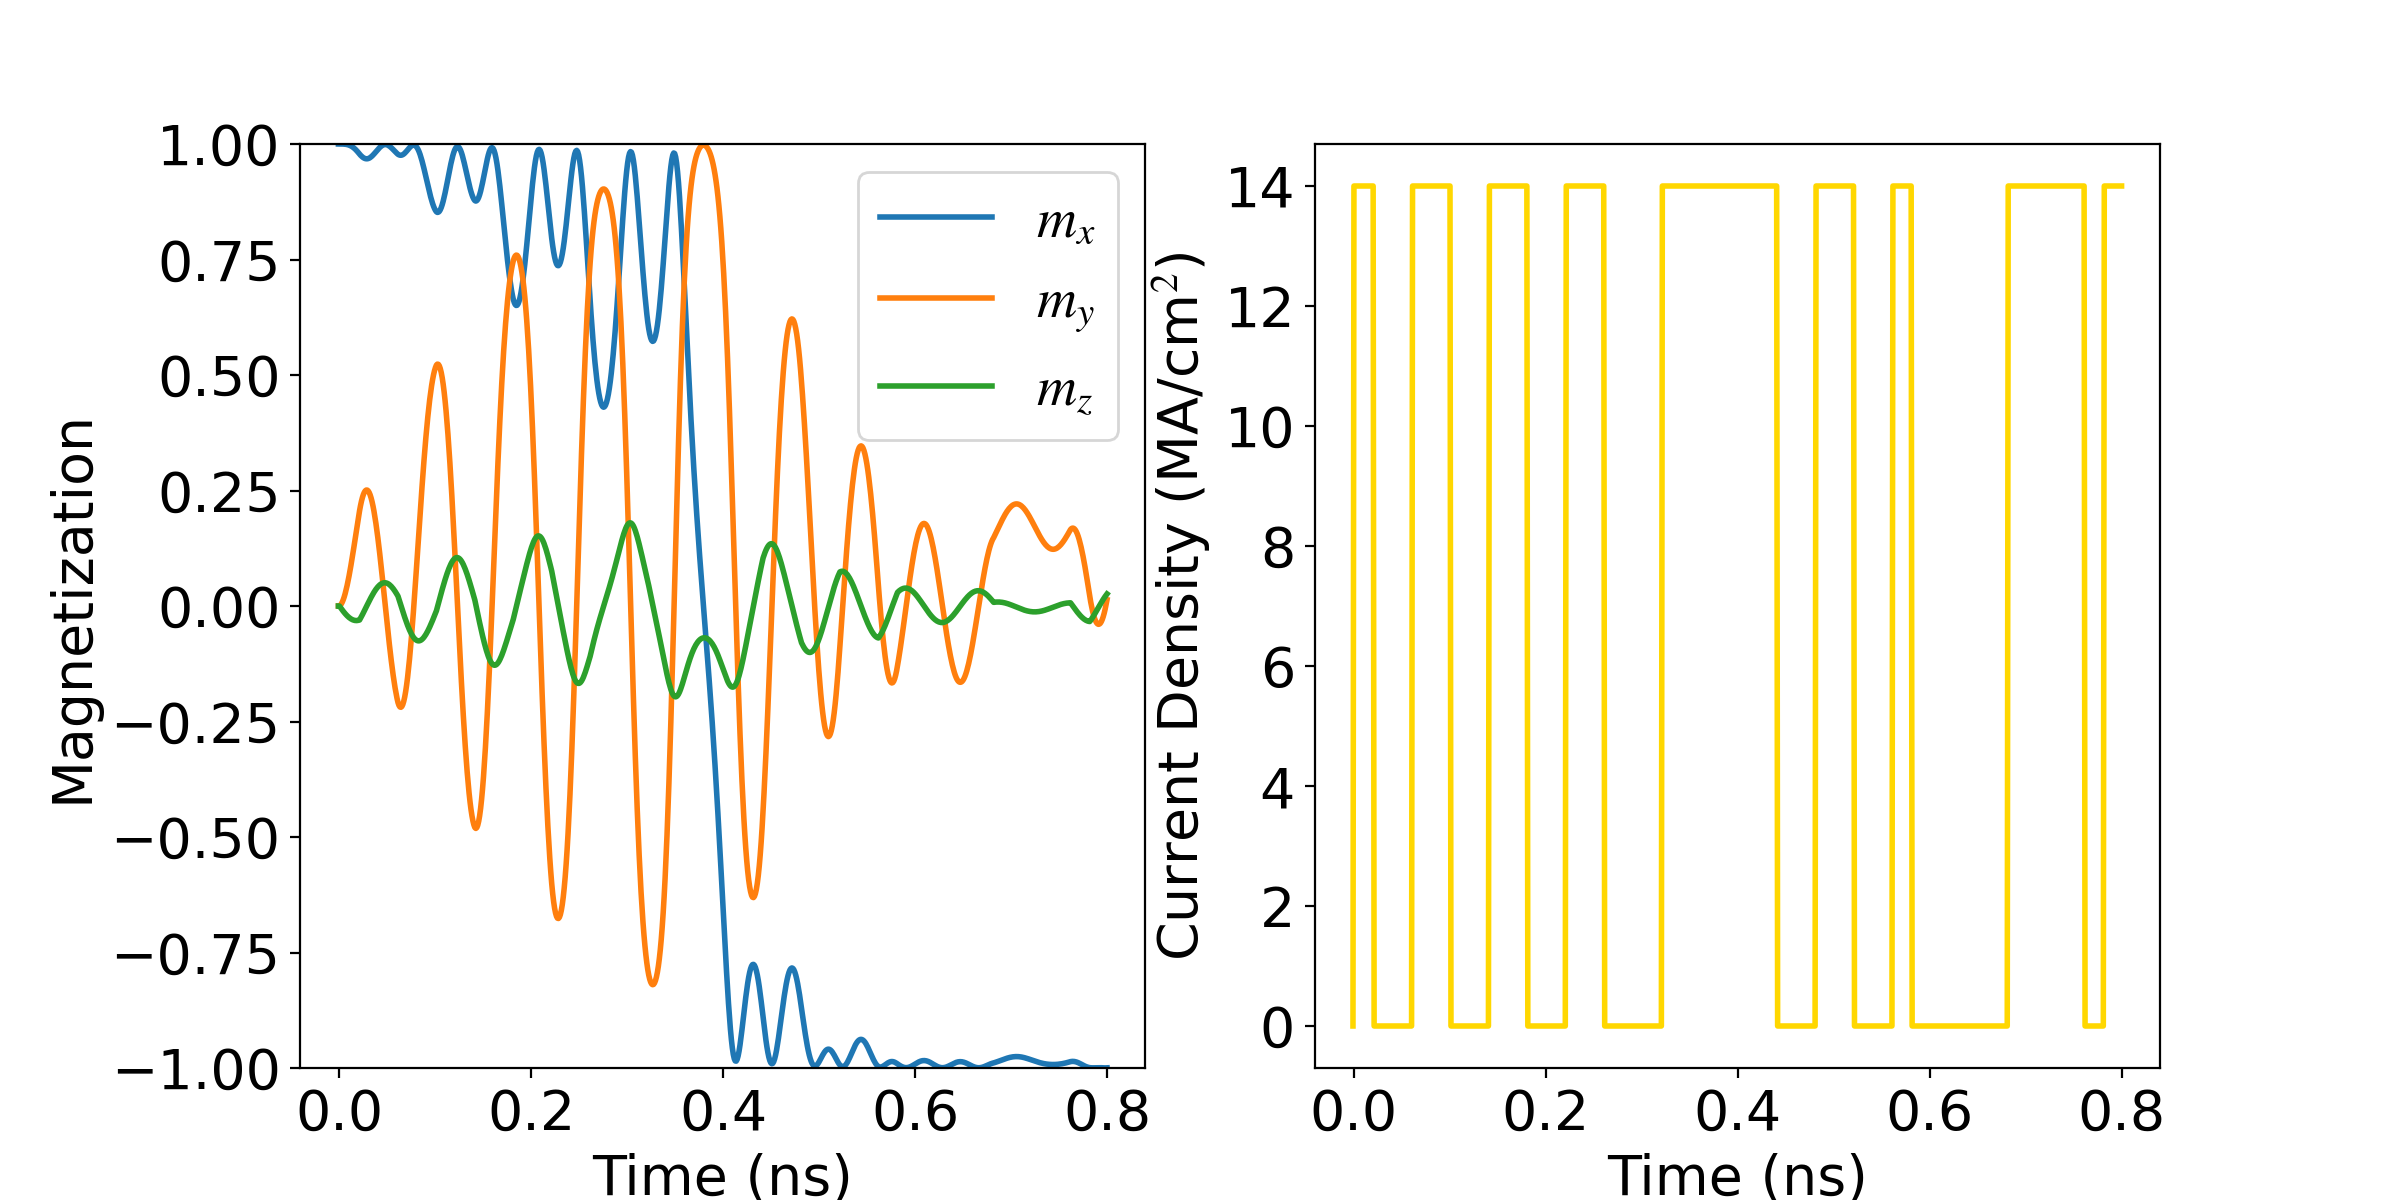 Magnetization
1.00
0.75
0.50
0.25
0.00
−0.25
−0.50
−0.75
−1.00
0.0 0.2 0.4 0.6 0.8
Time (ns)
m_x
m_y
m_z
Current Density (MA/cm²)
14
12
10
8
6
4
2
0
0.0 0.2 0.4 0.6 0.8
Time (ns)